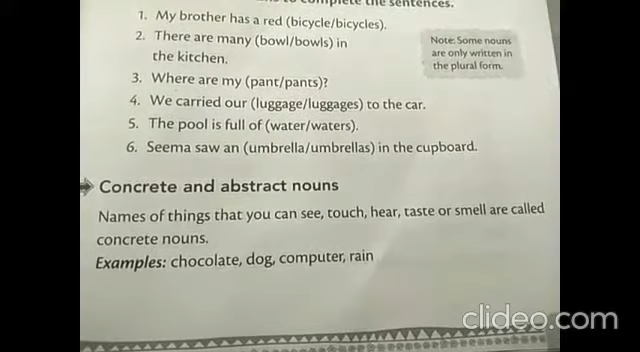 to complete the sentences.
1. My brother has a red (bicycle/bicycles).
2. There are many (bowl/bowls) in
the kitchen.
Note: Some nouns
are only written in
the plural form.
3. Where are my (pant/pants)?
4. We carried our (luggage/luggages) to the car.
5. The pool is full of (water/waters).
6. Seema saw an (umbrella/umbrellas) in the cupboard.
Concrete and abstract nouns
Names of things that you can see, touch, hear, taste or smell are called
concrete nouns.
Examples: chocolate, dog, computer, rain
clideo.com